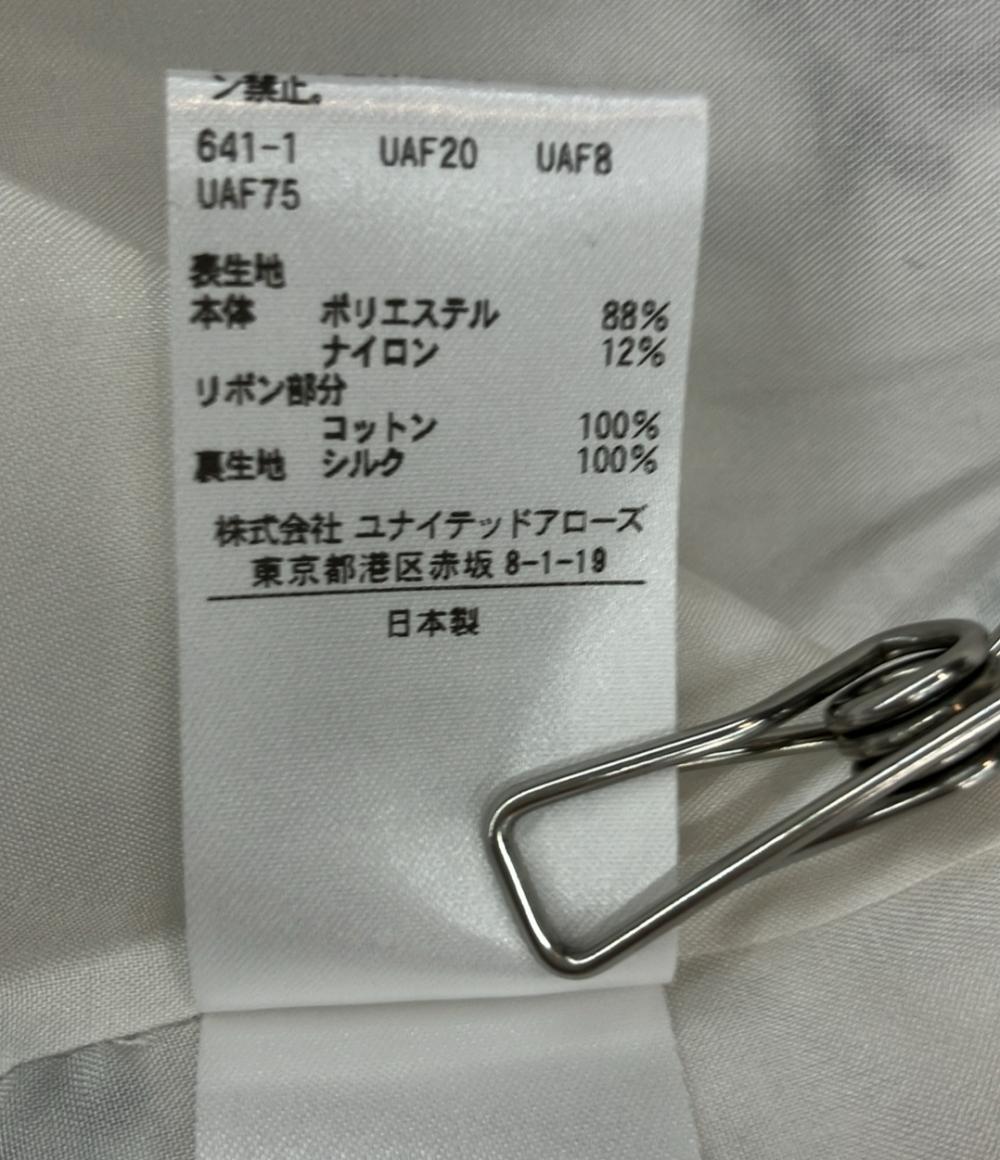 ン禁止。
641-1 UAF20 UAF8
UAF75
表生地
本体 ポリエステル 88%
ナイロン 12%
リボン部分
コットン 100%
裏生地 シルク 100%
株式会社 ユナイテッドアローズ
東京都港区赤坂 8-1-19
日本製